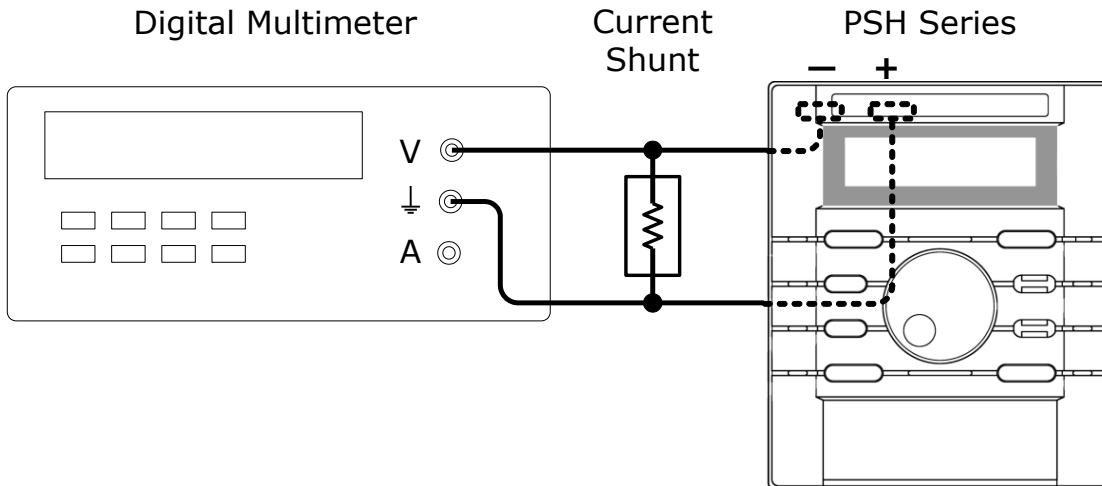 Digital Multimeter
Current
Shunt
PSH Series
− +
V
A